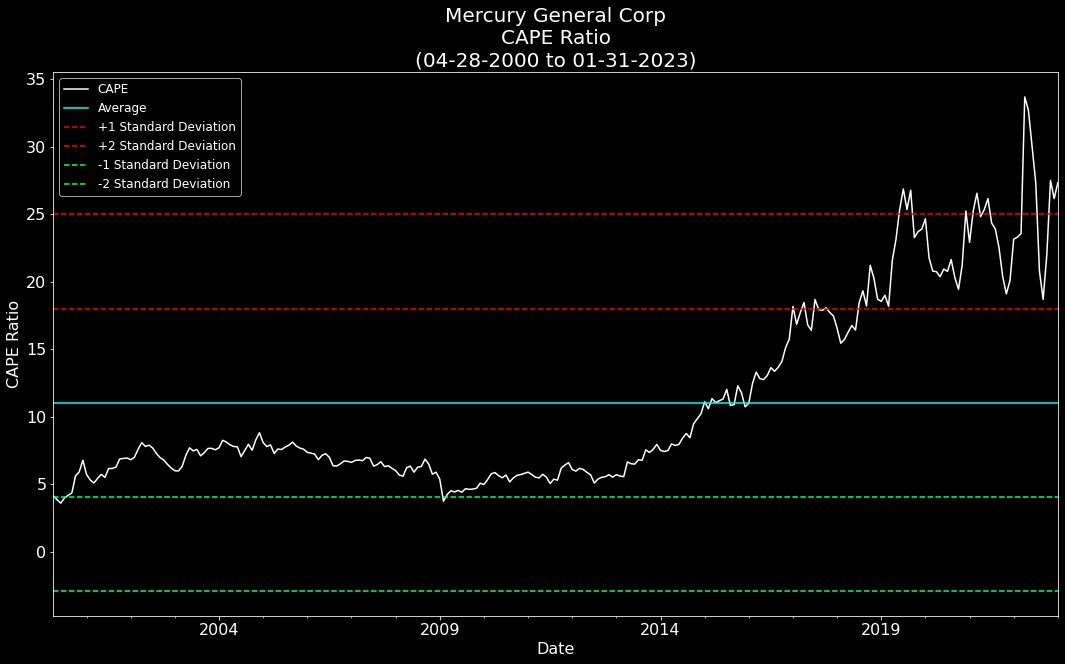 Mercury General Corp
CAPE Ratio
(04-28-2000 to 01-31-2023)
CAPE
Average
+1 Standard Deviation
+2 Standard Deviation
-1 Standard Deviation
-2 Standard Deviation
CAPE Ratio
35
30
25
20
15
10
5
0
2004
2009
2014
2019
Date